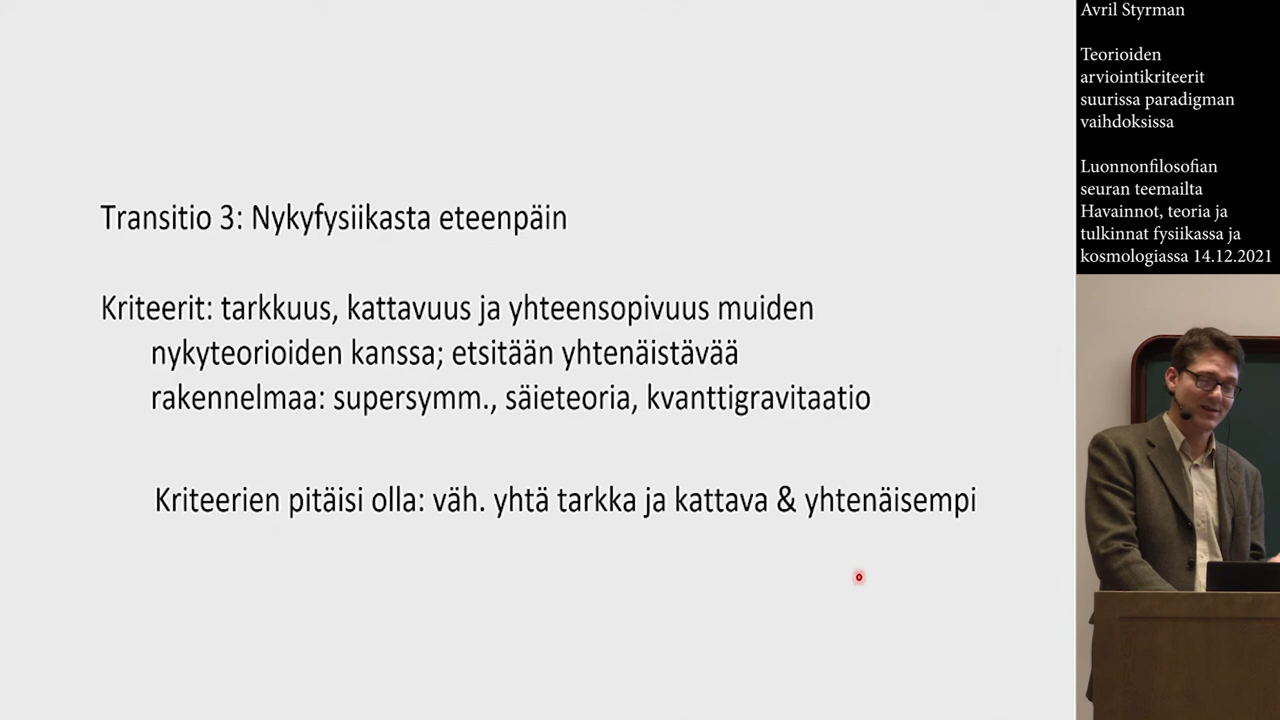 Transitio 3: Nykyfysiikasta eteenpäin
Kriteerit: tarkkuus, kattavuus ja yhteensopivuus muiden
nykyteorioiden kanssa; etsitään yhtenäistävää
rakennelmaa: supersymm., säieteoria, kvanttigravitaatio
Kriteerien pitäisi olla: väh. yhtä tarkka ja kattava & yhtenäisempi
Avril Styrman
Teorioiden
arviointikriteerit
suurissa paradigman
vaihdoksissa
Luonnonfilosofian
seuran teemailta
Havainnot, teoria ja
tulkinnat fysiikassa ja
kosmologiassa 14.12.2021